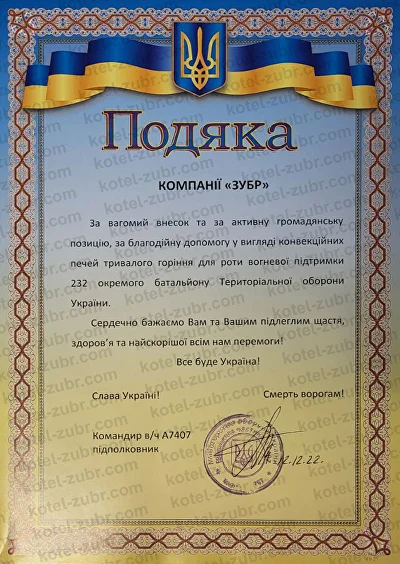 Подяка
КОМПАНІЇ «ЗУБР»
За вагомий внесок та за активну громадянську
позицію, за благодійну допомогу у вигляді конвекційних
печей тривалого горіння для роти вогневої підтримки
232 окремого батальйону Територіальної оборони
України.
Сердечно бажаємо Вам та Вашим підлеглим щастя,
здоров'я та найскорішої всім нам перемоги!
Все буде Україна!
Слава Україні!
Смерть ворогам!
Командир в/ч А7407
підполковник
12.12.22.
kotel-zubr.com